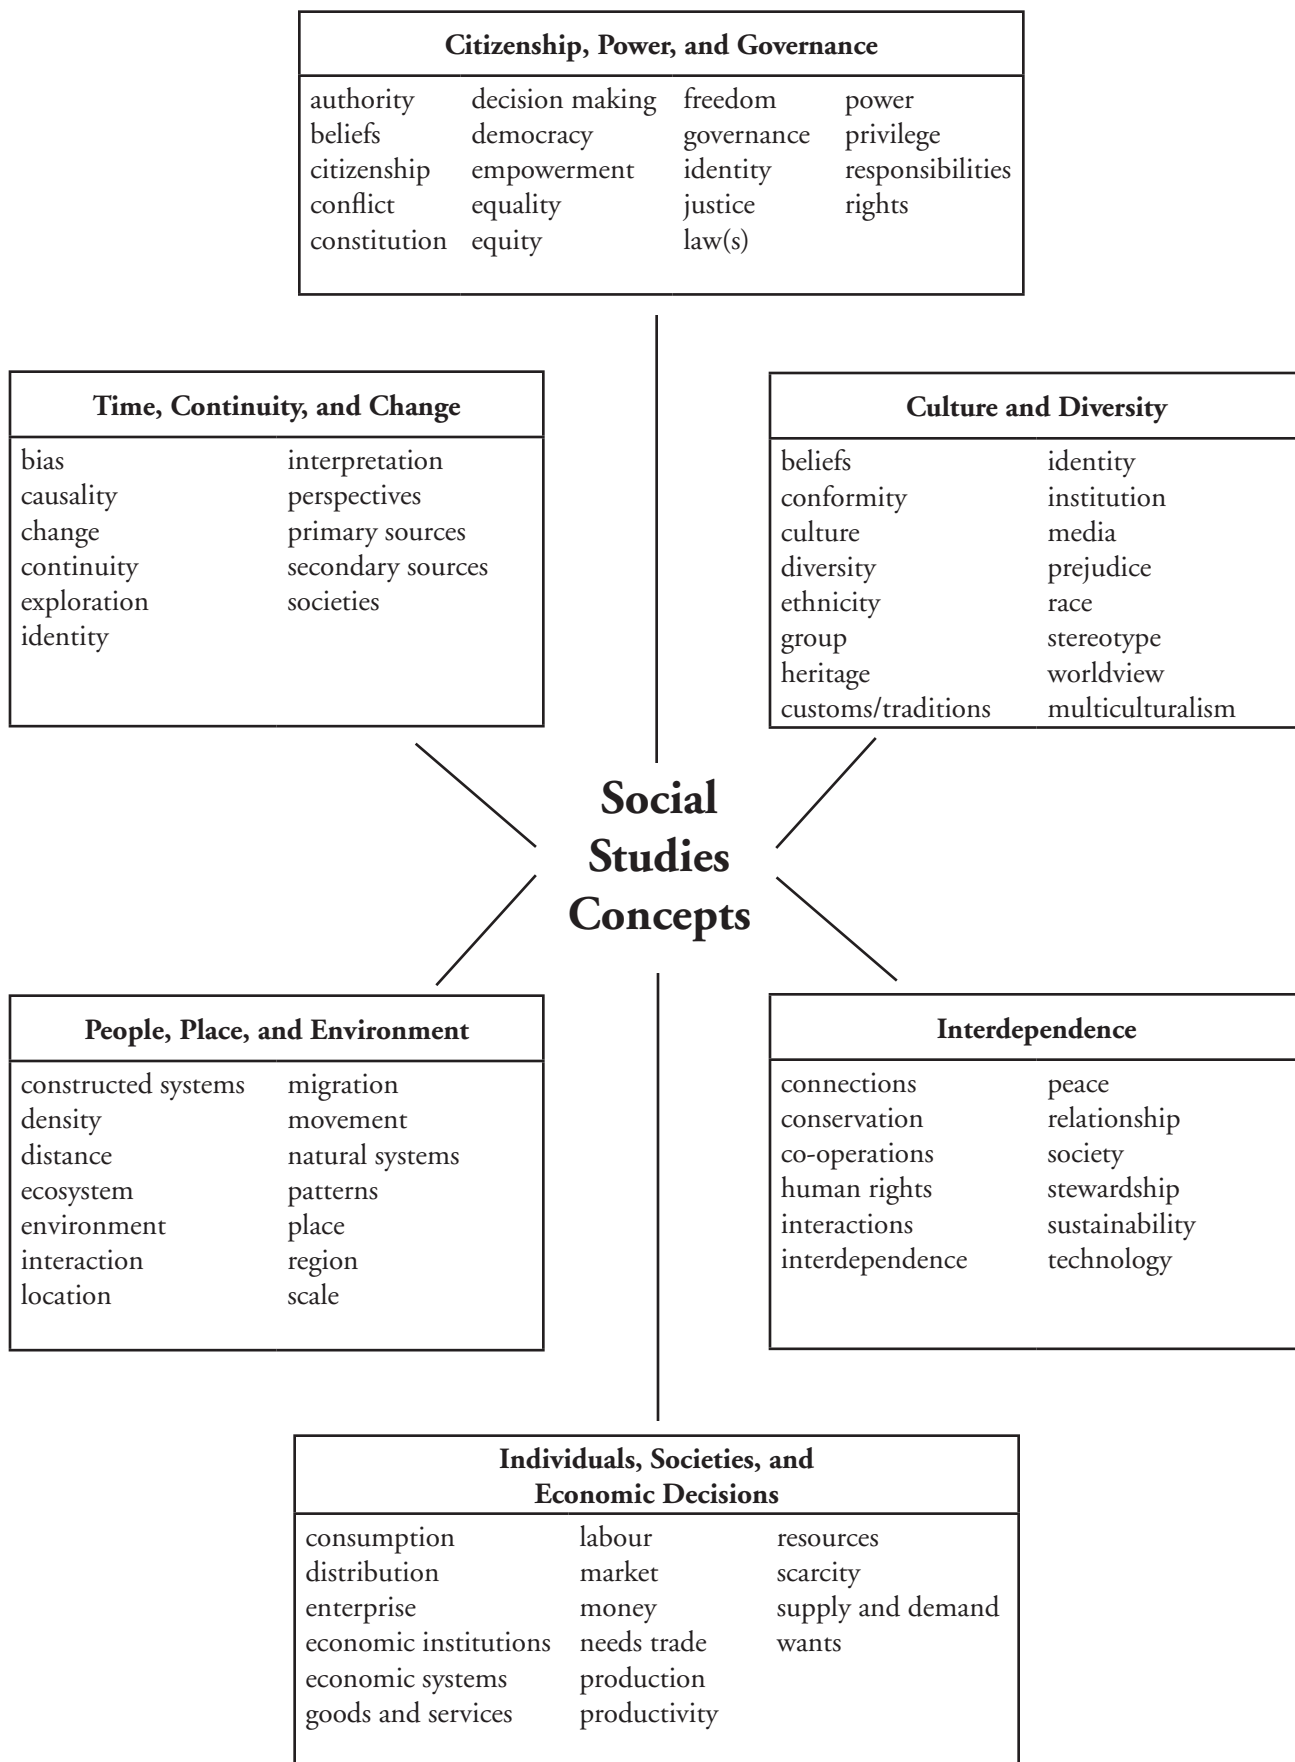 Citizenship, Power, and Governance
authority decision making freedom power
beliefs democracy governance privilege
citizenship empowerment identity responsibilities
conflict equality justice rights
constitution equity law(s)
Time, Continuity, and Change
bias interpretation
causality perspectives
change primary sources
continuity secondary sources
exploration societies
identity
Culture and Diversity
beliefs identity
conformity institution
culture media
diversity prejudice
ethnicity race
group stereotype
heritage worldview
customs/traditions multiculturalism
Social
Studies
Concepts
People, Place, and Environment
constructed systems migration
density movement
distance natural systems
ecosystem patterns
environment place
interaction region
location scale
Interdependence
connections peace
conservation relationship
co-operations society
human rights stewardship
interactions sustainability
interdependence technology
Individuals, Societies, and
Economic Decisions
consumption labour resources
distribution market scarcity
enterprise money supply and demand
economic institutions needs trade wants
economic systems production
goods and services productivity